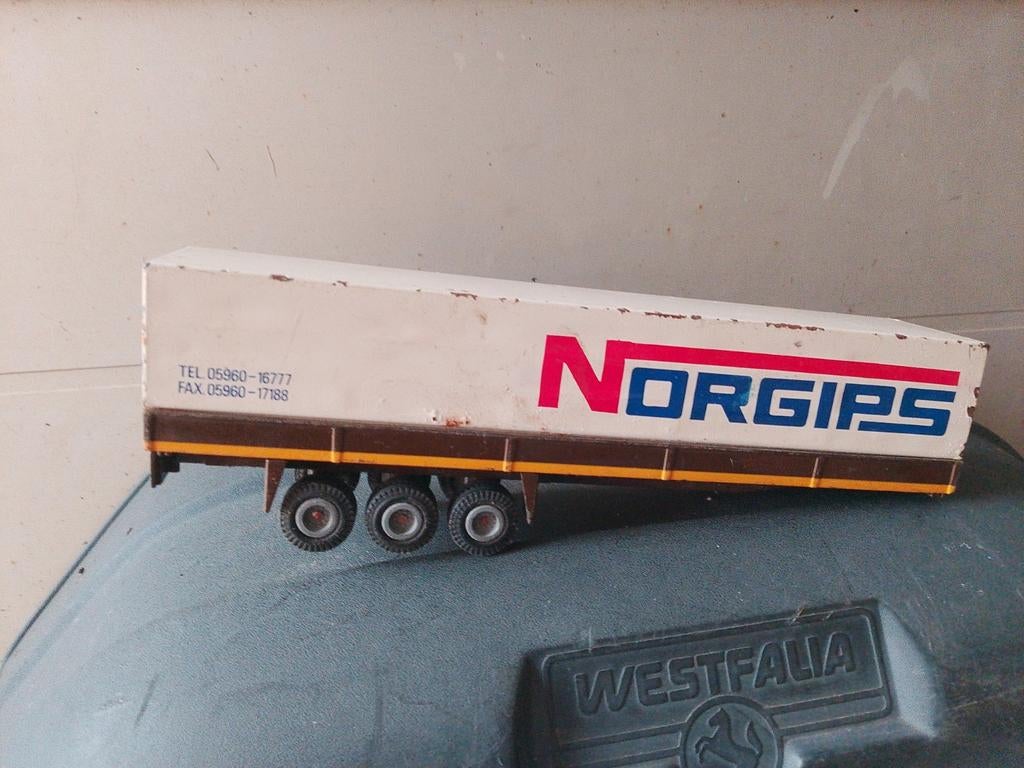 TEL. 05960-16777
FAX. 05960-17188
NORGIPS
WESTFALIA